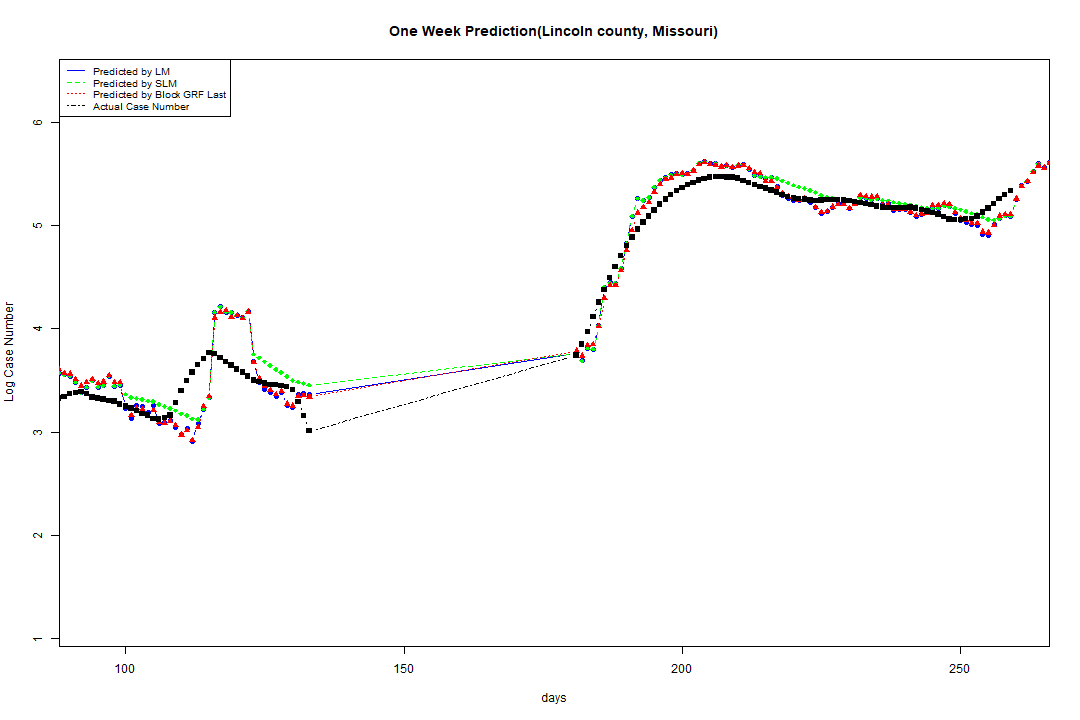 One Week Prediction(Lincoln county, Missouri)
Predicted by LM
Predicted by SLM
Predicted by Block GRF Last
Actual Case Number
6
5
4
3
2
1
Log Case Number
100 150 200 250
days